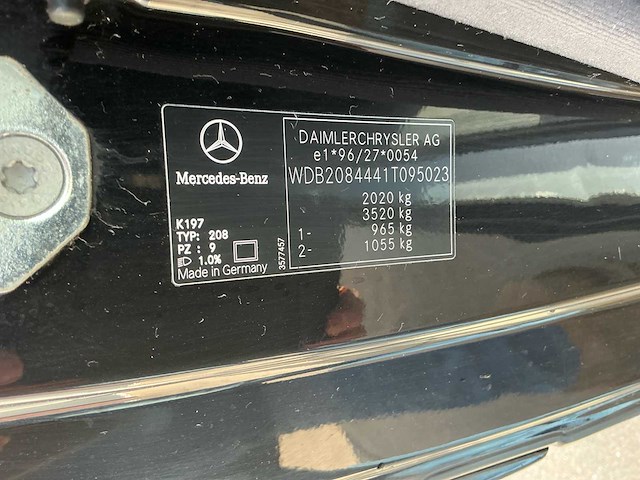 Mercedes-Benz
K197
TYP: 208
PZ : 9
1.0%
Made in Germany
3577457
DAIMLERCHRYSLER AG
e1*96/27*0054
WDB2084441T095023
2020 kg
3520 kg
1- 965 kg
2- 1055 kg